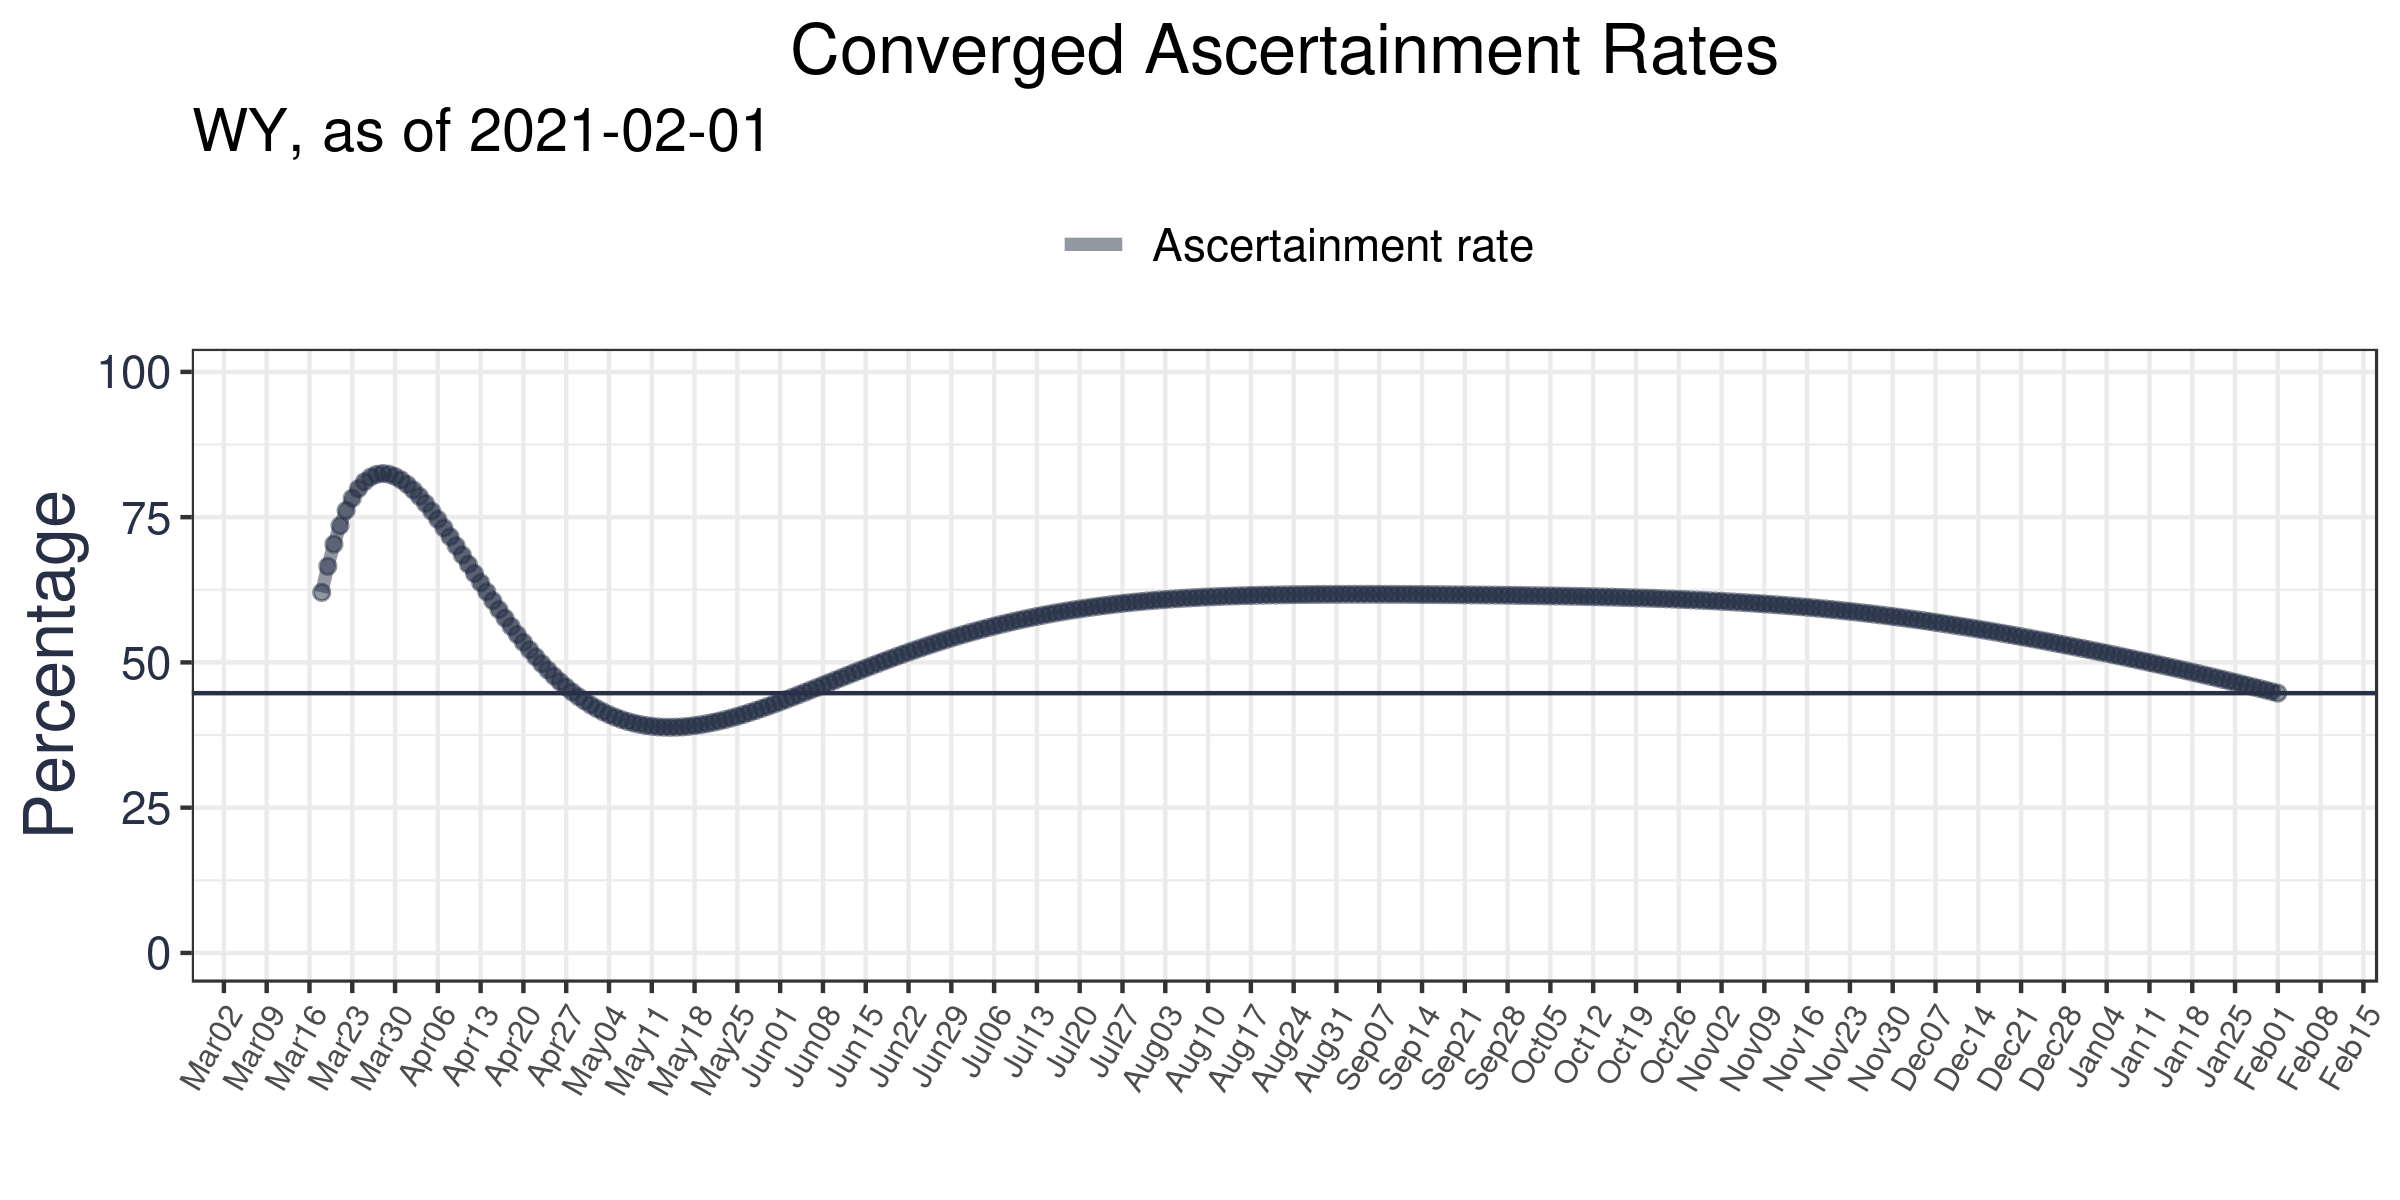 Converged Ascertainment Rates
WY, as of 2021-02-01
Ascertainment rate
Percentage
100
75
50
25
0
Mar02 Mar09 Mar16 Mar23 Mar30 Apr06 Apr13 Apr20 Apr27 May04 May11 May18 May25 Jun01 Jun08 Jun15 Jun22 Jun29 Jul06 Jul13 Jul20 Jul27 Aug03 Aug10 Aug17 Aug24 Aug31 Sep07 Sep14 Sep21 Sep28 Oct05 Oct12 Oct19 Oct26 Nov02 Nov09 Nov16 Nov23 Nov30 Dec07 Dec14 Dec21 Dec28 Jan04 Jan11 Jan18 Jan25 Feb01 Feb08 Feb15